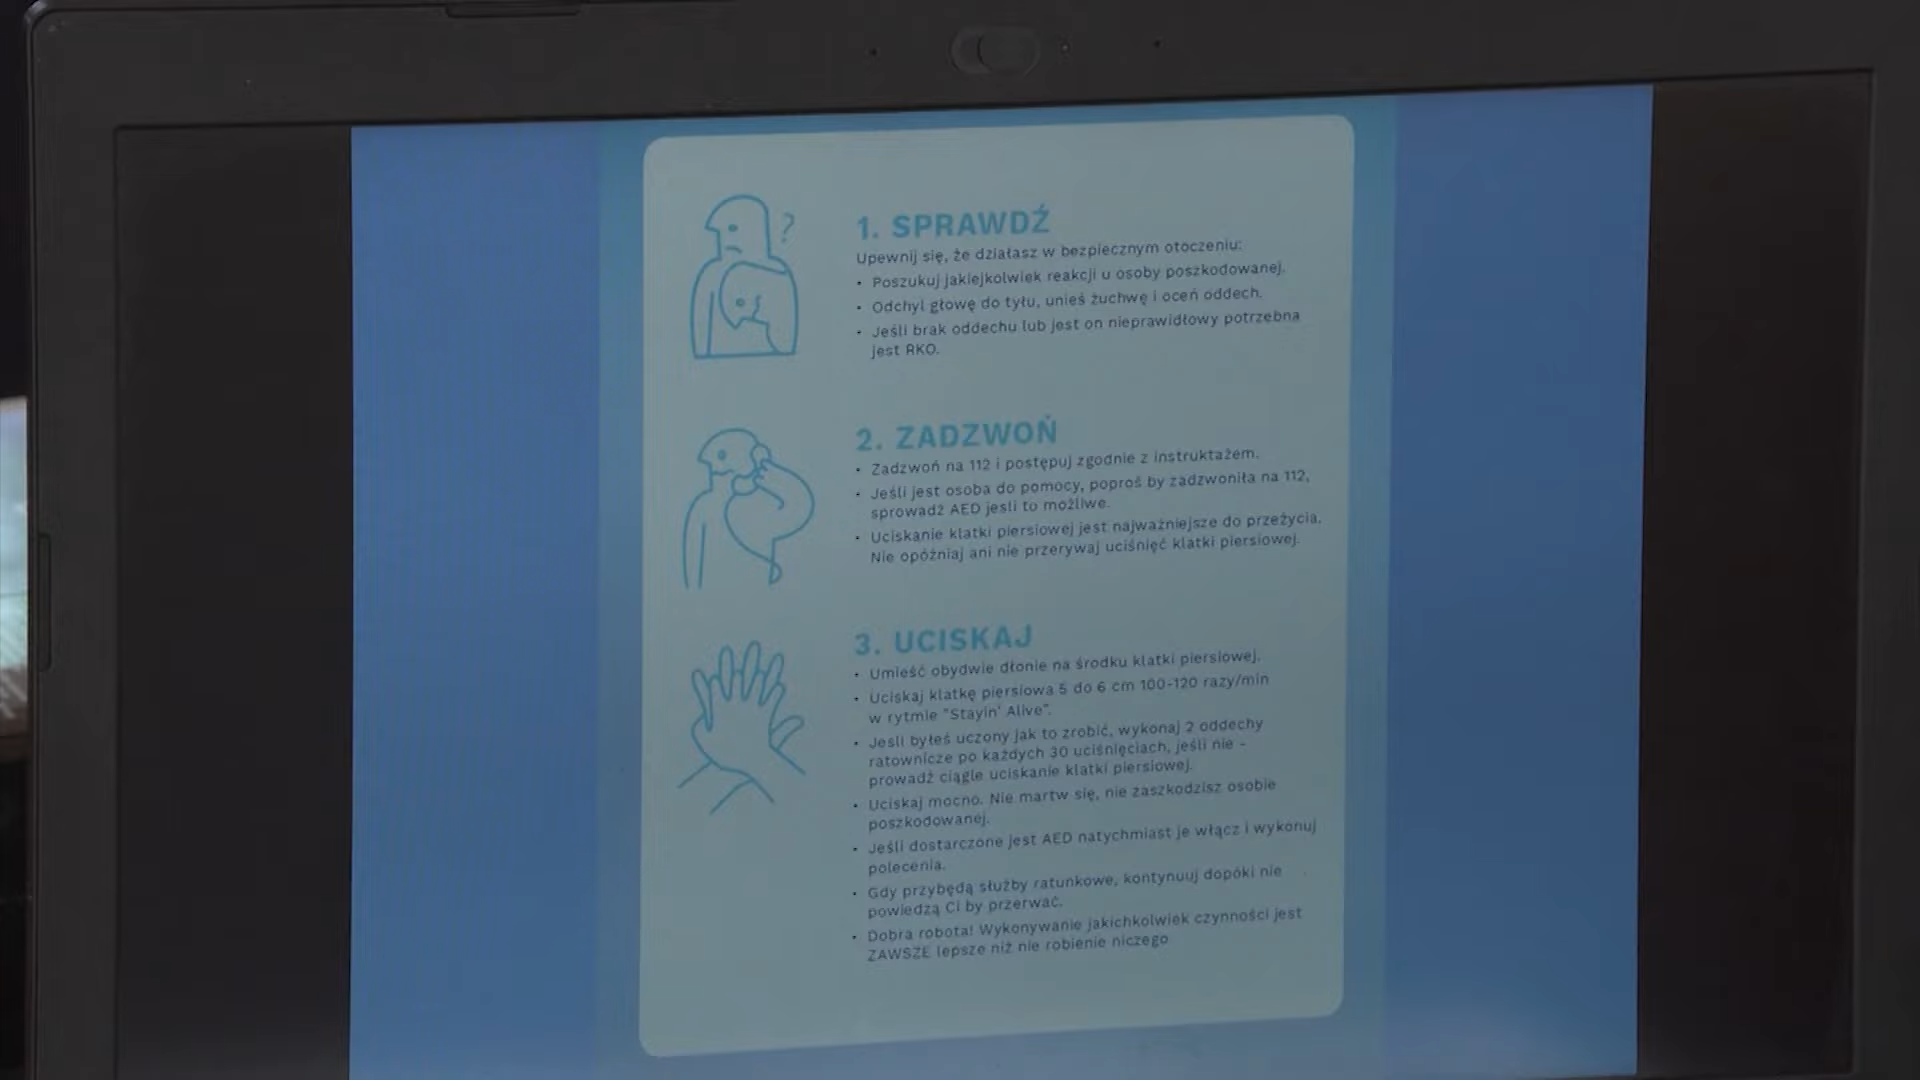 ?
1. SPRAWDŹ
Upewnij się, że działasz w bezpiecznym otoczeniu:
• Poszukuj jakiejkolwiek reakcji u osoby poszkodowanej.
• Odchyl głowę do tyłu, unieś żuchwę i oceń oddech.
• Jeśli brak oddechu lub jest on nieprawidłowy potrzebna
jest RKO.
2. ZADZWOŃ
• Zadzwoń na 112 i postępuj zgodnie z instruktażem.
• Jeśli jest osoba do pomocy, poproś by zadzwoniła na 112,
sprowadź AED jeśli to możliwe.
• Uciskanie klatki piersiowej jest najważniejsze do przeżycia.
Nie opóźniaj ani nie przerywaj uciśnięć klatki piersiowej.
3. UCISKAJ
• Umieść obydwie dłonie na środku klatki piersiowej.
• Uciskaj klatkę piersiowa 5 do 6 cm 100-120 razy/min
w rytmie "Stayin' Alive".
• Jeśli byłeś uczony jak to zrobić, wykonaj 2 oddechy
ratownicze po każdych 30 uciśnięciach, jeśli nie -
prowadź ciągłe uciskanie klatki piersiowej.
• Uciskaj mocno. Nie martw się, nie zaszkodzisz osobie
poszkodowanej.
• Jeśli dostarczone jest AED natychmiast je włącz i wykonuj
polecenia.
• Gdy przybędą służby ratunkowe, kontynuuj dopóki nie
powiedzą Ci by przerwać.
• Dobra robota! Wykonywanie jakichkolwiek czynności jest
ZAWSZE lepsze niż nie robienie niczego